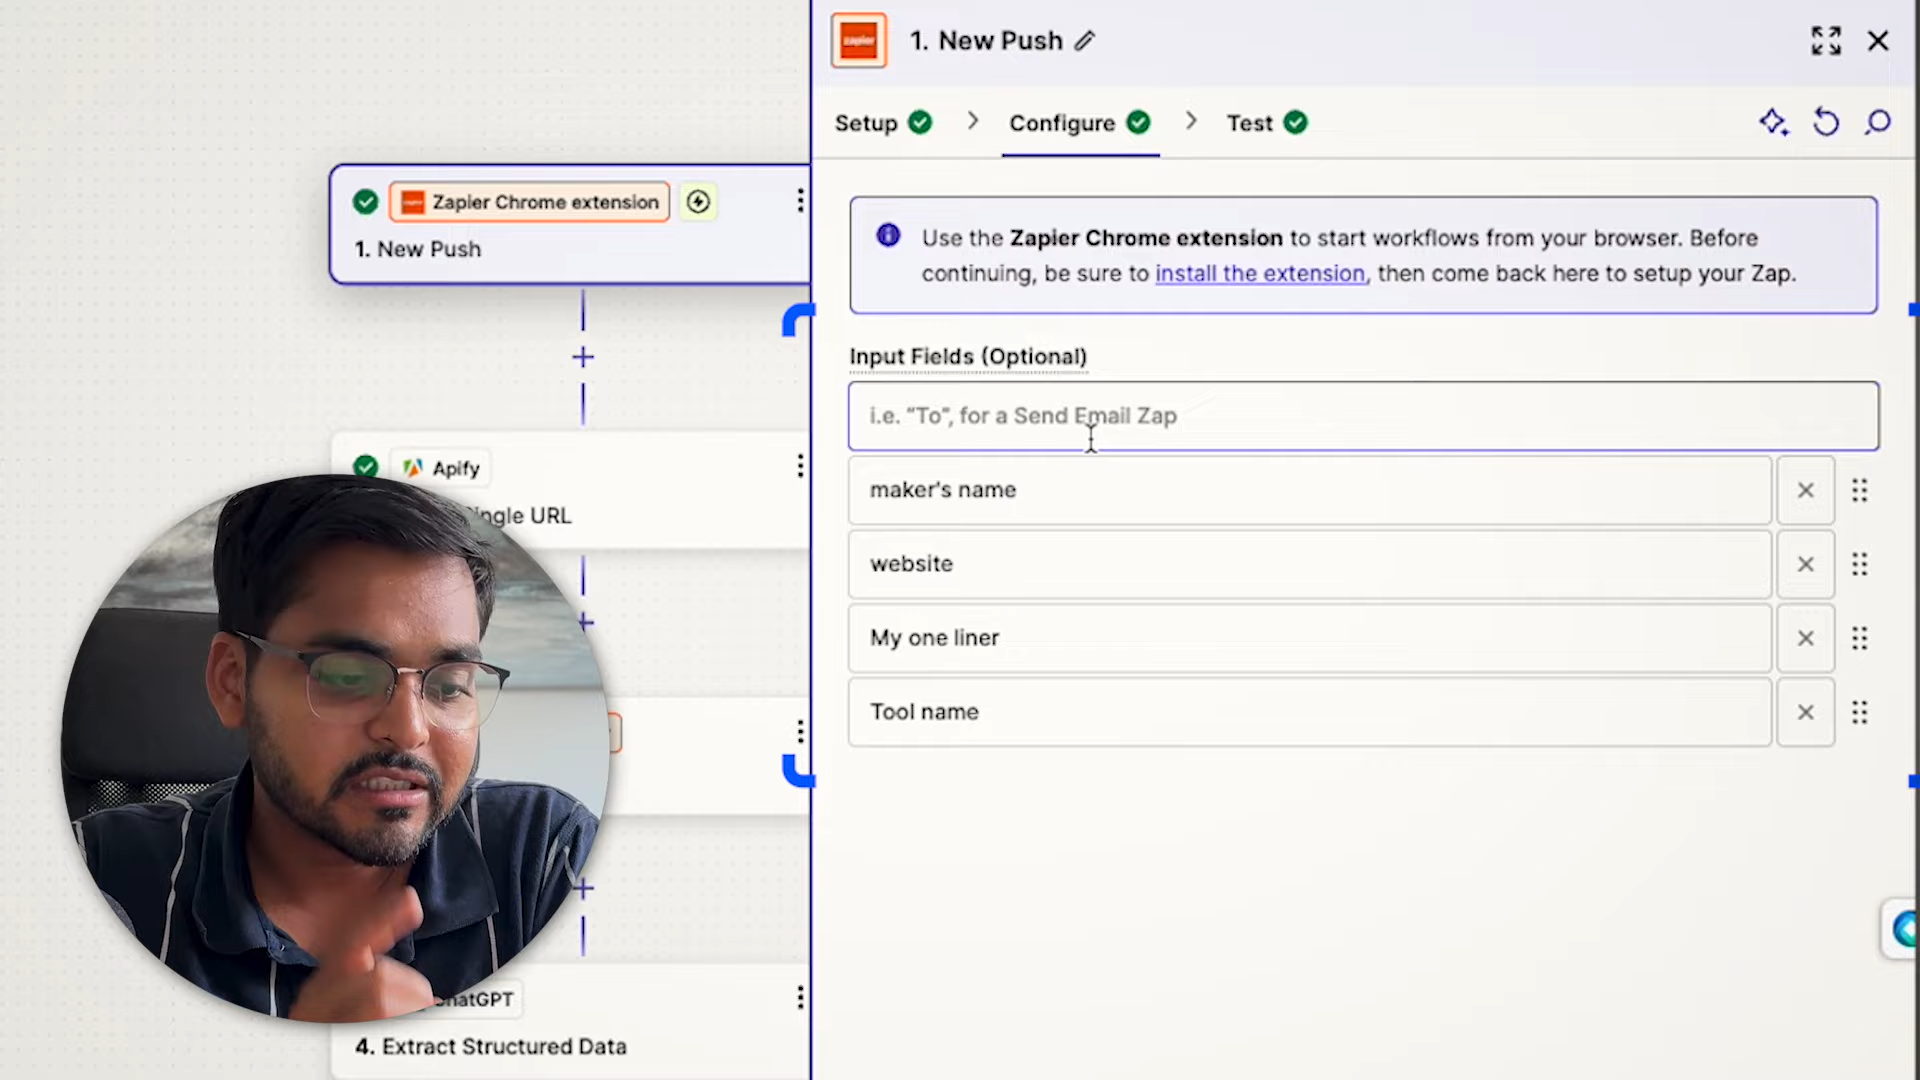 zapier
1. New Push
Setup
Configure
Test
Zapier Chrome extension
1. New Push
Use the Zapier Chrome extension to start workflows from your browser. Before
continuing, be sure to install the extension, then come back here to setup your Zap.
Input Fields (Optional)
i.e. "To", for a Send Email Zap
maker's name
website
My one liner
Tool name
Apify
ngle URL
hatGPT
4. Extract Structured Data